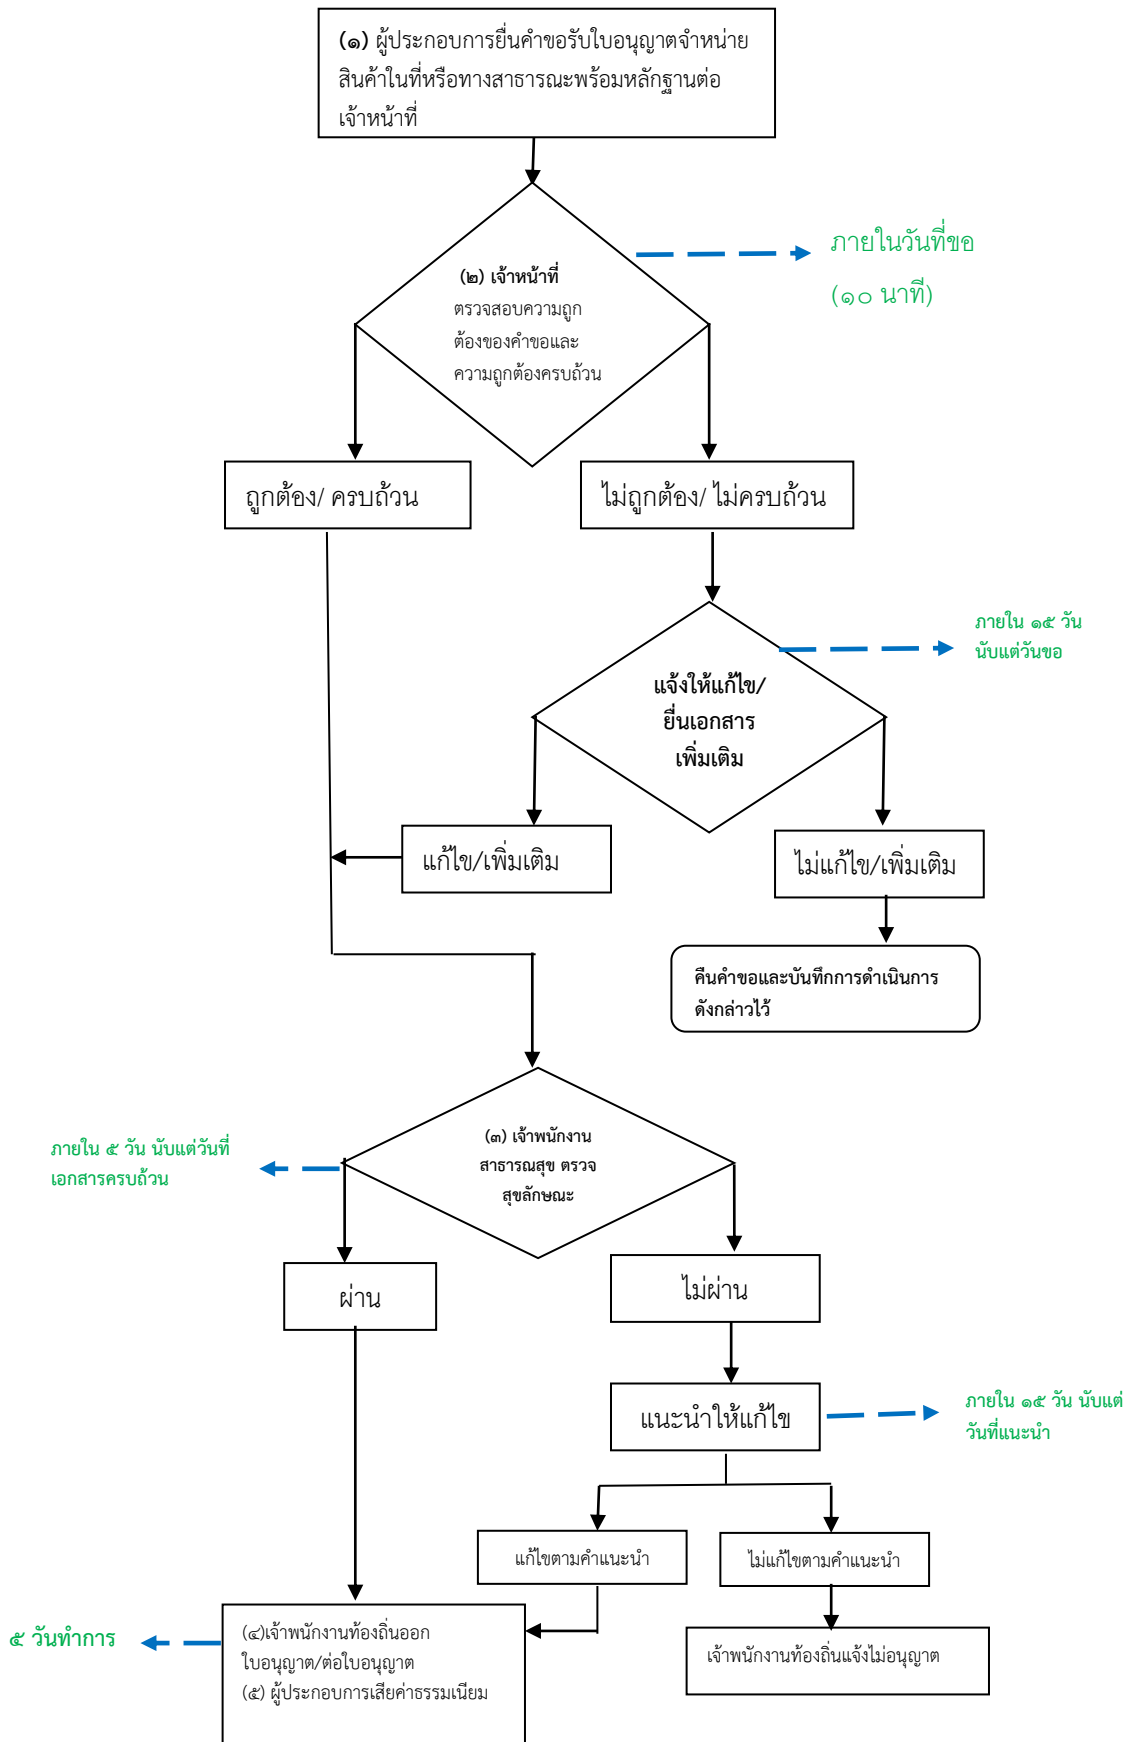 (๑) ผู้ประกอบการยื่นคำขอรับใบอนุญาตจำหน่าย
สินค้าในที่หรือทางสาธารณะพร้อมหลักฐานต่อ
เจ้าหน้าที่
(๒) เจ้าหน้าที่
ตรวจสอบความถูก
ต้องของคำขอและ
ความถูกต้องครบถ้วน
ภายในวันที่ขอ
(๑๐ นาที)
ถูกต้อง/ ครบถ้วน
ไม่ถูกต้อง/ ไม่ครบถ้วน
แจ้งให้แก้ไข/
ยื่นเอกสาร
เพิ่มเติม
ภายใน ๑๕ วัน
นับแต่วันขอ
แก้ไข/เพิ่มเติม
ไม่แก้ไข/เพิ่มเติม
คืนคำขอและบันทึกการดำเนินการ
ดังกล่าวไว้
(๓) เจ้าพนักงาน
สาธารณสุข ตรวจ
สุขลักษณะ
ภายใน ๕ วัน นับแต่วันที่
เอกสารครบถ้วน
ผ่าน
ไม่ผ่าน
แนะนำให้แก้ไข
ภายใน ๑๕ วัน นับแต่
วันที่แนะนำ
แก้ไขตามคำแนะนำ
ไม่แก้ไขตามคำแนะนำ
๕ วันทำการ
(๔)เจ้าพนักงานท้องถิ่นออก
ใบอนุญาต/ต่อใบอนุญาต
(๕) ผู้ประกอบการเสียค่าธรรมเนียม
เจ้าพนักงานท้องถิ่นแจ้งไม่อนุญาต